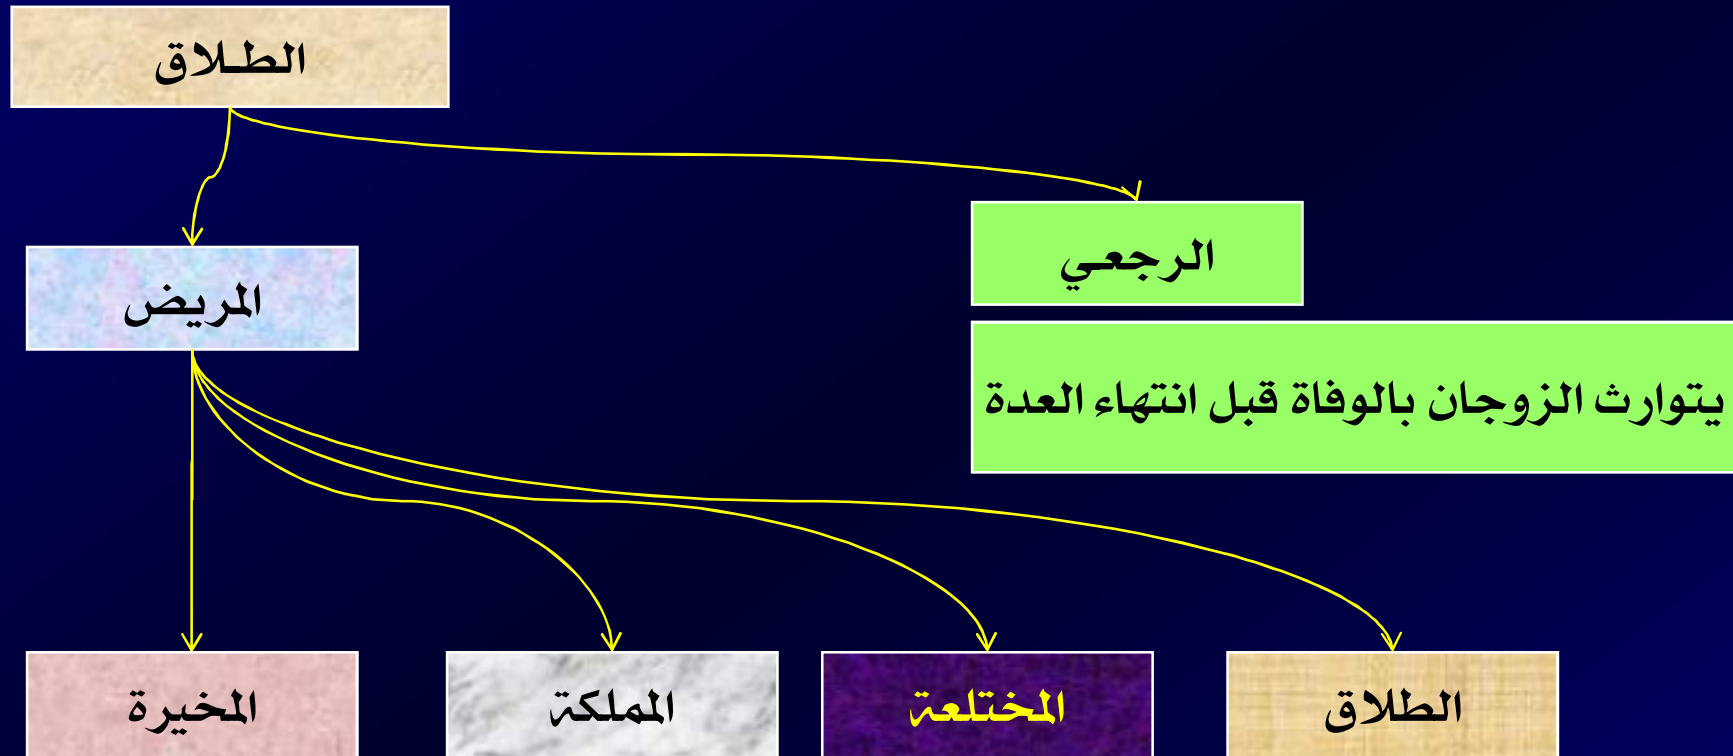 الطلاق
الرجعي
المريض
يتوارث الزوجان بالوفاة قبل انتهاء العدة
الطلاق
المختلعة
المملكة
المخيرة